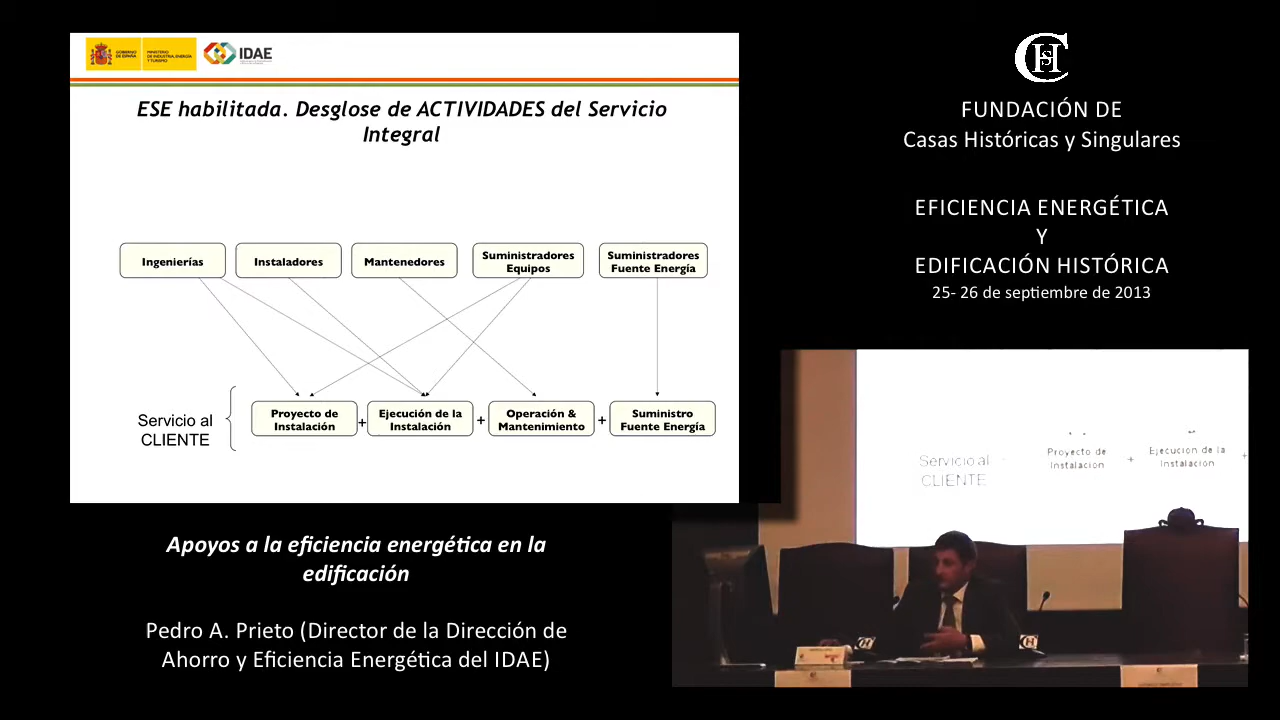 GOBIERNO
DE ESPAÑA
MINISTERIO
DE INDUSTRIA, ENERGÍA
Y TURISMO
IDAE
ESE habilitada. Desglose de ACTIVIDADES del Servicio
Integral
Ingenierías
Instaladores
Mantenedores
Suministradores
Equipos
Suministradores
Fuente Energía
Servicio al
CLIENTE
Proyecto de
Instalación
+
Ejecución de la
Instalación
+
Operación &
Mantenimiento
+
Suministro
Fuente Energía
Apoyos a la eficiencia energética en la
edificación
Pedro A. Prieto (Director de la Dirección de
Ahorro y Eficiencia Energética del IDAE)
CHS
FUNDACIÓN DE
Casas Históricas y Singulares
EFICIENCIA ENERGÉTICA
Y
EDIFICACIÓN HISTÓRICA
25- 26 de septiembre de 2013
Servicio al
CLIENTE
Proyecto de
Instalación
+
Ejecución de la
Instalación
+